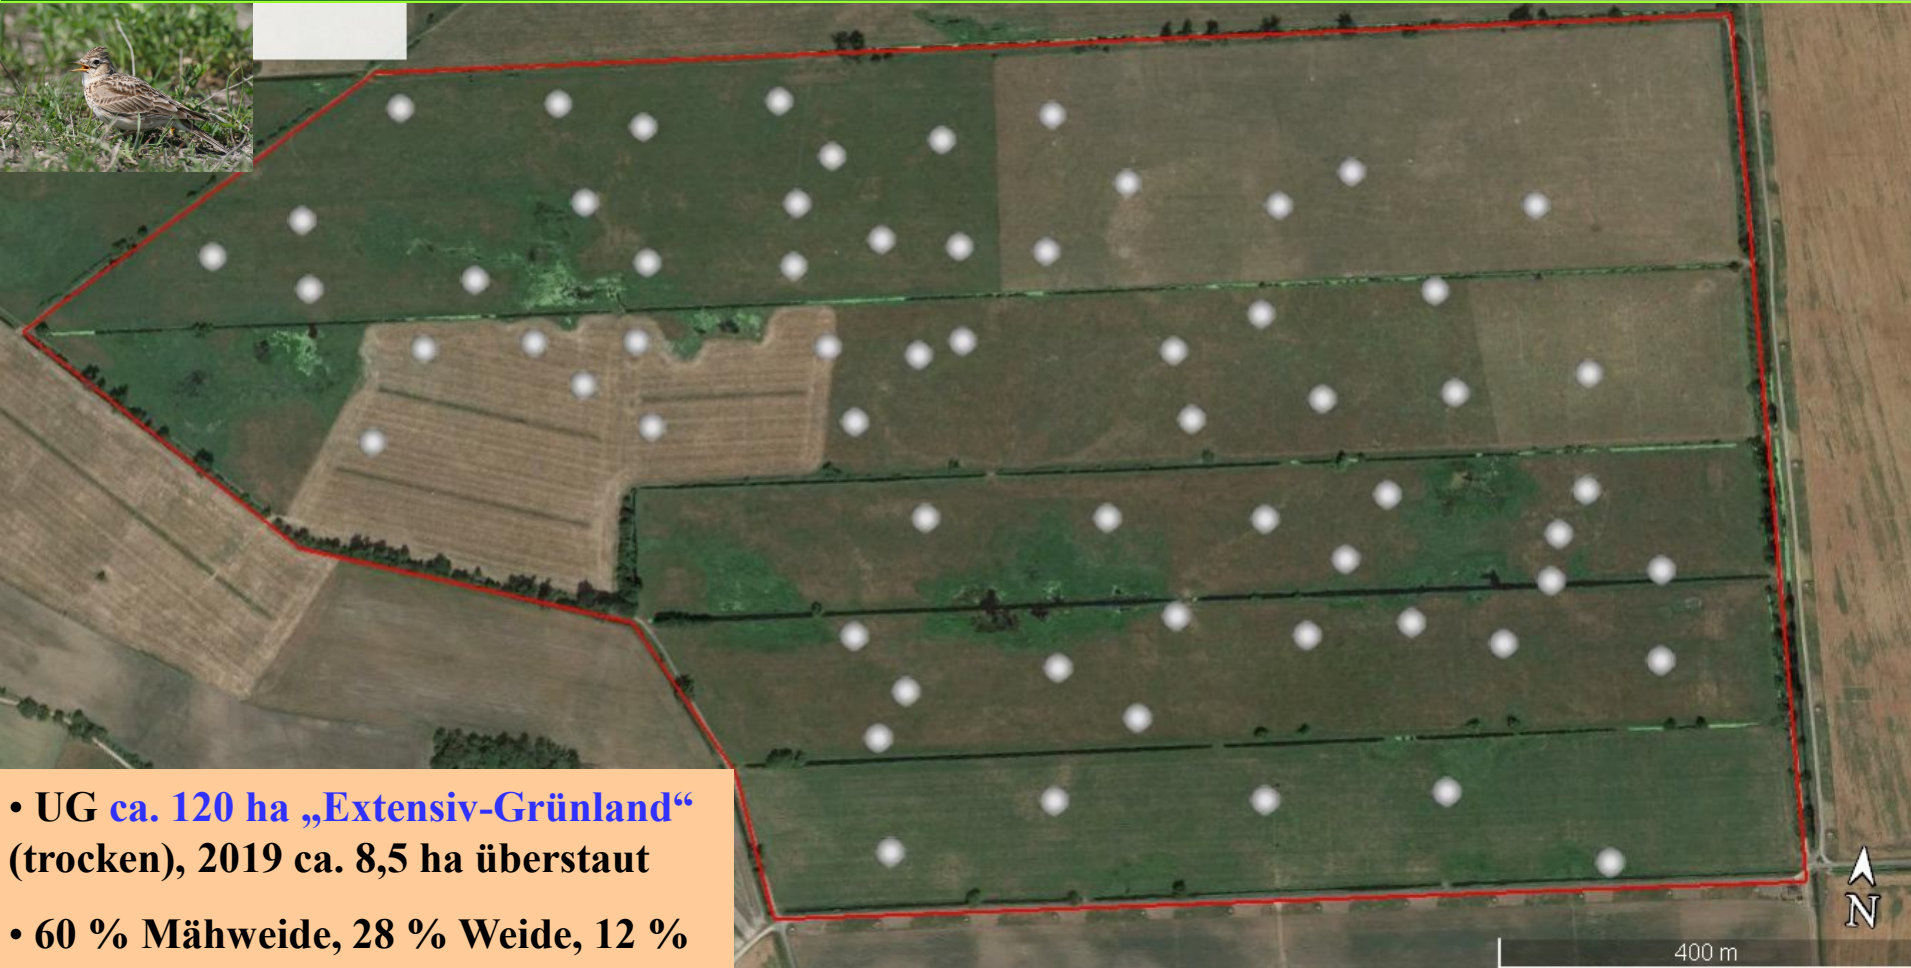 • UG ca. 120 ha „Extensiv-Grünland“
(trocken), 2019 ca. 8,5 ha überstaut
• 60 % Mähweide, 28 % Weide, 12 %
N
400 m